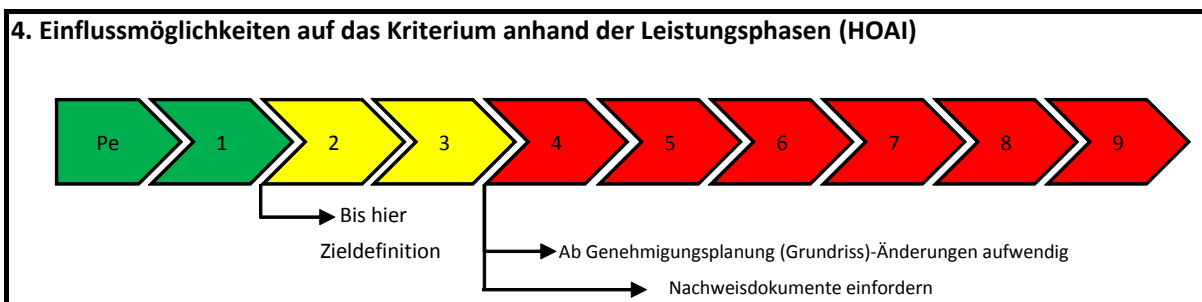 4. Einflussmöglichkeiten auf das Kriterium anhand der Leistungsphasen (HOAI)
Pe 1 2 3 4 5 6 7 8 9
Bis hier
Zieldefinition
Ab Genehmigungsplanung (Grundriss)-Änderungen aufwendig
Nachweisdokumente einfordern